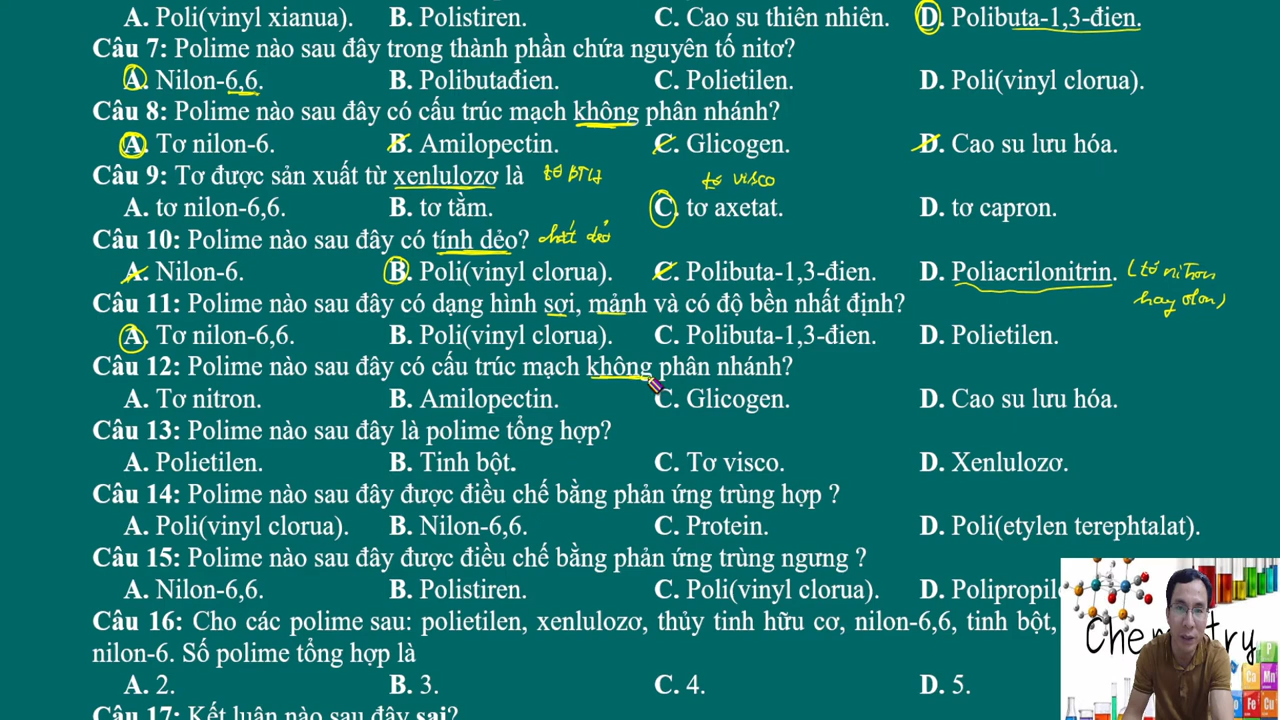 A. Poli(vinyl xianua). B. Polistiren. C. Cao su thiên nhiên. D. Polibuta-1,3-đien.
Câu 7: Polime nào sau đây trong thành phần chứa nguyên tố nitơ?
A. Nilon-6,6. B. Polibutađien. C. Polietilen. D. Poli(vinyl clorua).
Câu 8: Polime nào sau đây có cấu trúc mạch không phân nhánh?
A. Tơ nilon-6. B. Amilopectin. C. Glicogen. D. Cao su lưu hóa.
Câu 9: Tơ được sản xuất từ xenlulozơ là tơ visco
A. tơ nilon-6,6. B. tơ tằm. C. tơ axetat. D. tơ capron.
Câu 10: Polime nào sau đây có tính dẻo? chất dẻo
A. Nilon-6. B. Poli(vinyl clorua). C. Polibuta-1,3-đien. D. Poliacrilonitrin. (tơ nitron
hay olon)
Câu 11: Polime nào sau đây có dạng hình sợi, mảnh và có độ bền nhất định?
A. Tơ nilon-6,6. B. Poli(vinyl clorua). C. Polibuta-1,3-đien. D. Polietilen.
Câu 12: Polime nào sau đây có cấu trúc mạch không phân nhánh?
A. Tơ nitron. B. Amilopectin. C. Glicogen. D. Cao su lưu hóa.
Câu 13: Polime nào sau đây là polime tổng hợp?
A. Polietilen. B. Tinh bột. C. Tơ visco. D. Xenlulozơ.
Câu 14: Polime nào sau đây được điều chế bằng phản ứng trùng hợp ?
A. Poli(vinyl clorua). B. Nilon-6,6. C. Protein. D. Poli(etylen terephtalat).
Câu 15: Polime nào sau đây được điều chế bằng phản ứng trùng ngưng ?
A. Nilon-6,6. B. Polistiren. C. Poli(vinyl clorua). D. Polipropil
Câu 16: Cho các polime sau: polietilen, xenlulozơ, thủy tinh hữu cơ, nilon-6,6, tinh bột,
nilon-6. Số polime tổng hợp là
A. 2. B. 3. C. 4. D. 5.
Câu 17: Kết luận nào sau đây sai?
P
Ca Mn
Fe Cu